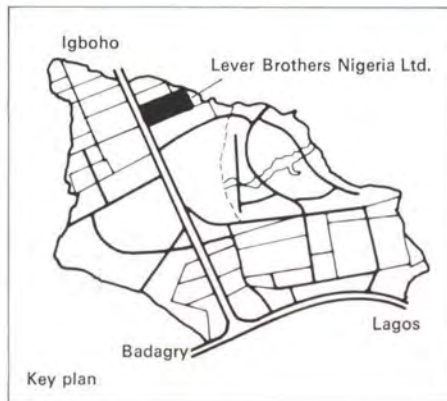 Igboho
Lever Brothers Nigeria Ltd.
Lagos
Badagry
Key plan